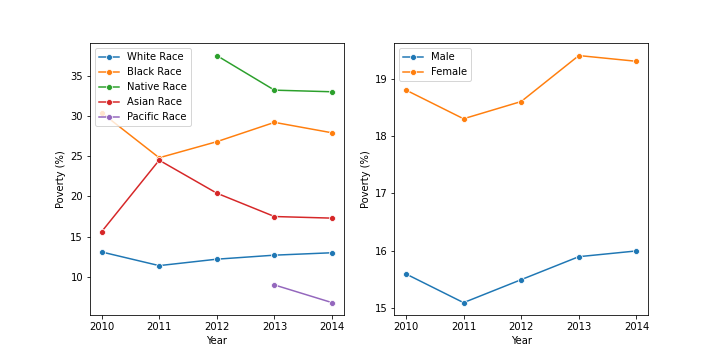 White Race
Black Race
Native Race
Asian Race
Pacific Race
35
30
25
20
15
10
Poverty (%)
2010 2011 2012 2013 2014
Year
Male
Female
19
18
17
16
15
Poverty (%)
2010 2011 2012 2013 2014
Year